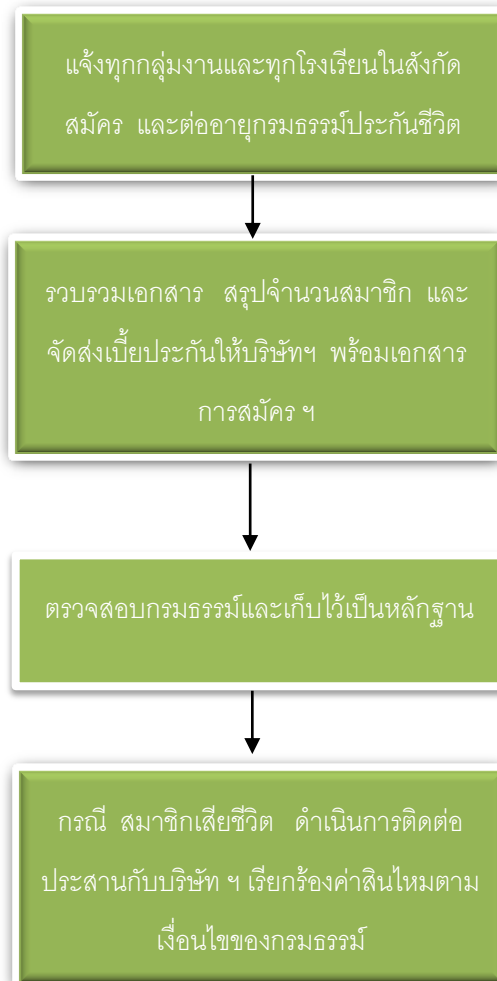 แจ้งทุกกลุ่มงานและทุกโรงเรียนในสังกัด
สมัคร และต่ออายุกรมธรรม์ประกันชีวิต
รวบรวมเอกสาร สรุปจำนวนสมาชิก และ
จัดส่งเบี้ยประกันให้บริษัทฯ พร้อมเอกสาร
การสมัคร ฯ
ตรวจสอบกรมธรรม์และเก็บไว้เป็นหลักฐาน
กรณี สมาชิกเสียชีวิต ดำเนินการติดต่อ
ประสานกับบริษัท ฯ เรียกร้องค่าสินไหมตาม
เงื่อนไขของกรมธรรม์